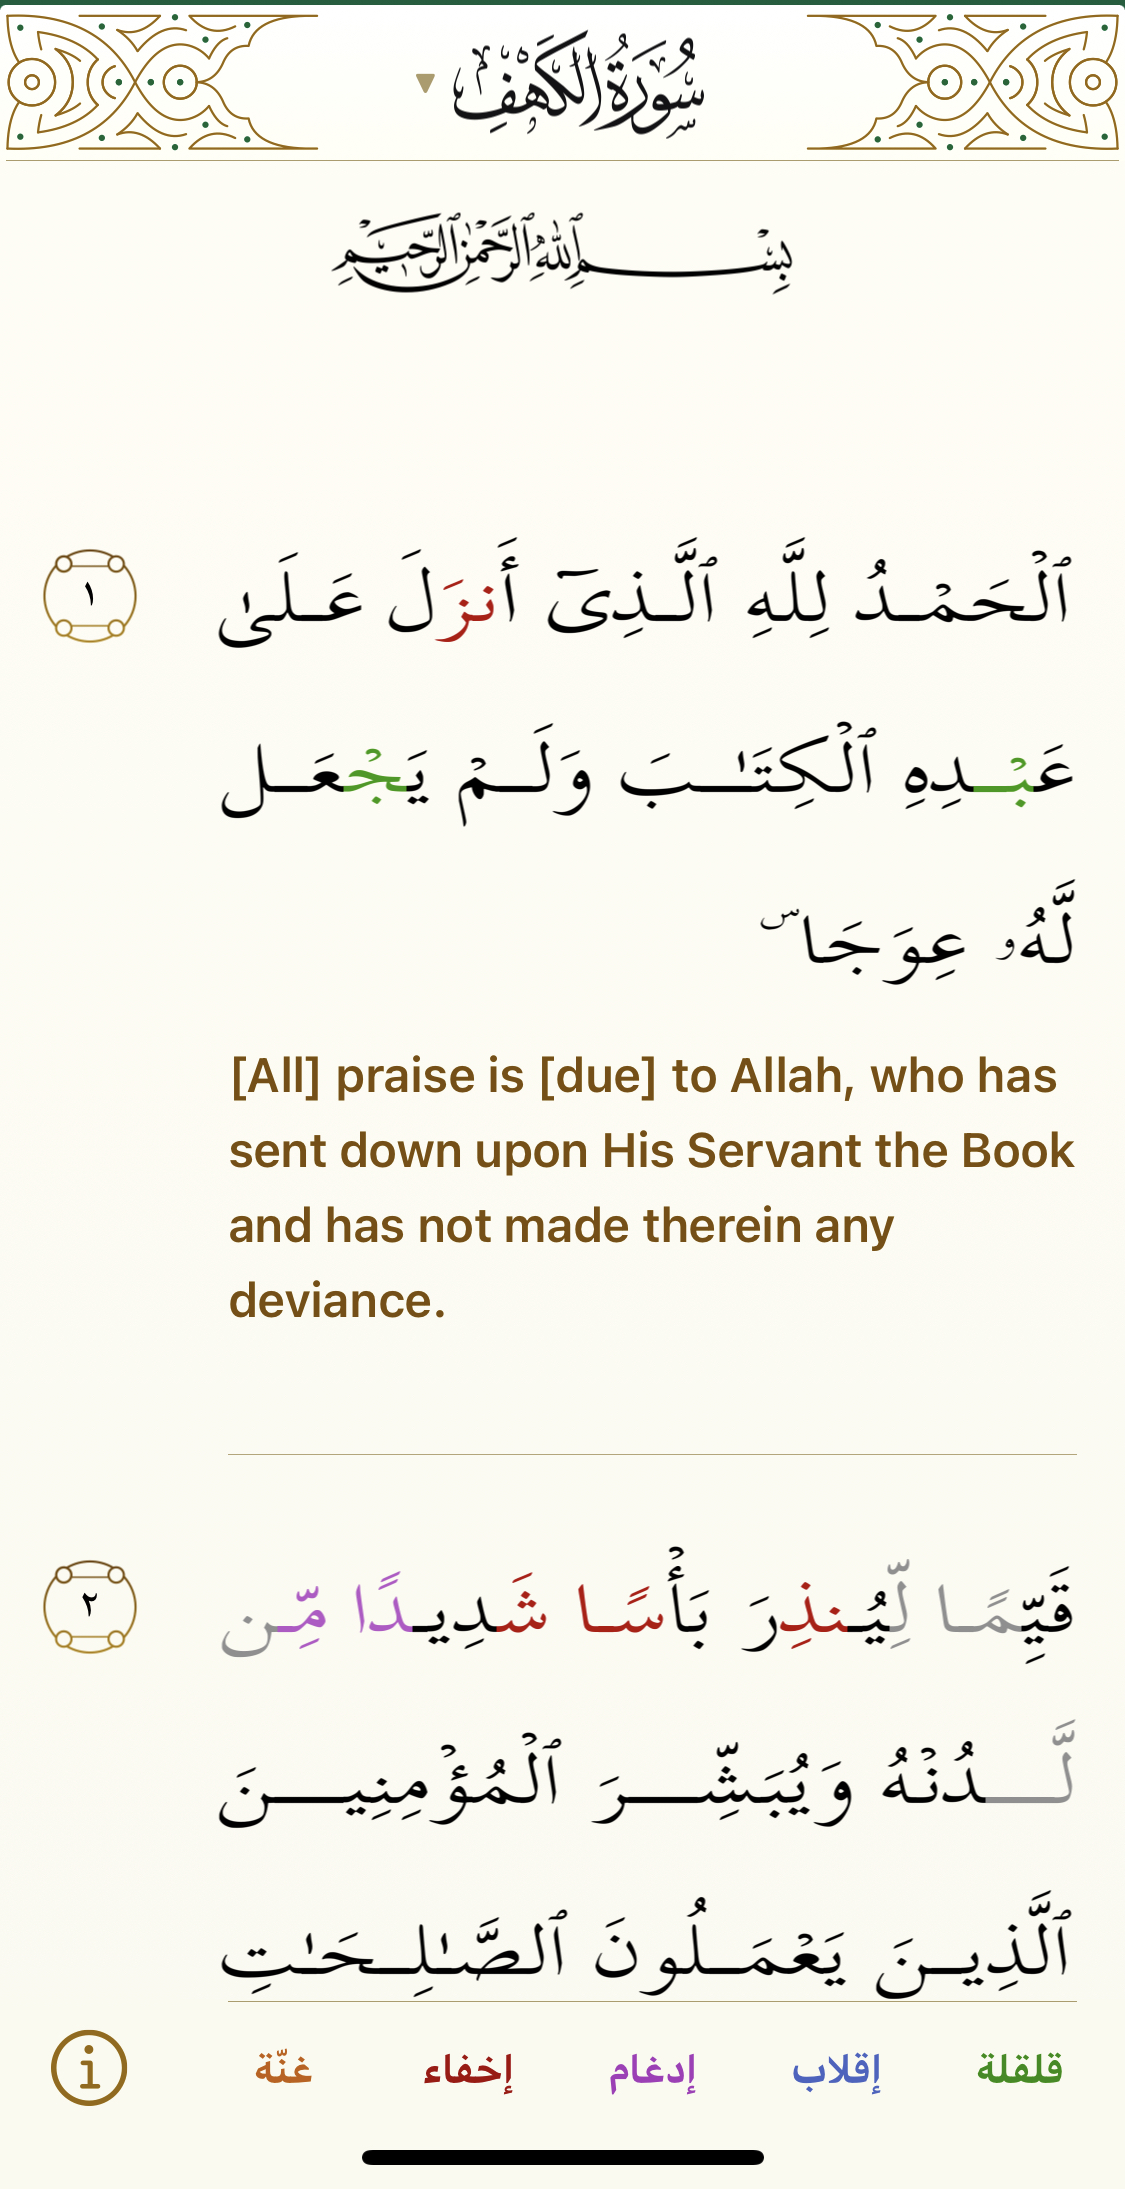 سُورَةُ الكَهْفِ
بِسْمِ ٱللَّهِ ٱلرَّحْمَٰنِ ٱلرَّحِيمِ
ٱلْحَمْدُ لِلَّهِ ٱلَّذِىٓ أَنزَلَ عَلَىٰ
١
عَبْدِهِ ٱلْكِتَـٰبَ وَلَمْ يَجْعَل
لَّهُۥ عِوَجَاۜ
[All] praise is [due] to Allah, who has
sent down upon His Servant the Book
and has not made therein any
deviance.
قَيِّمًا لِّيُنذِرَ بَأْسًا شَدِيدًا مِّن
٢
لَّدُنْهُ وَيُبَشِّرَ ٱلْمُؤْمِنِينَ
ٱلَّذِينَ يَعْمَلُونَ ٱلصَّـٰلِحَـٰتِ
قلقلة إقلاب إدغام إخفاء غنّة